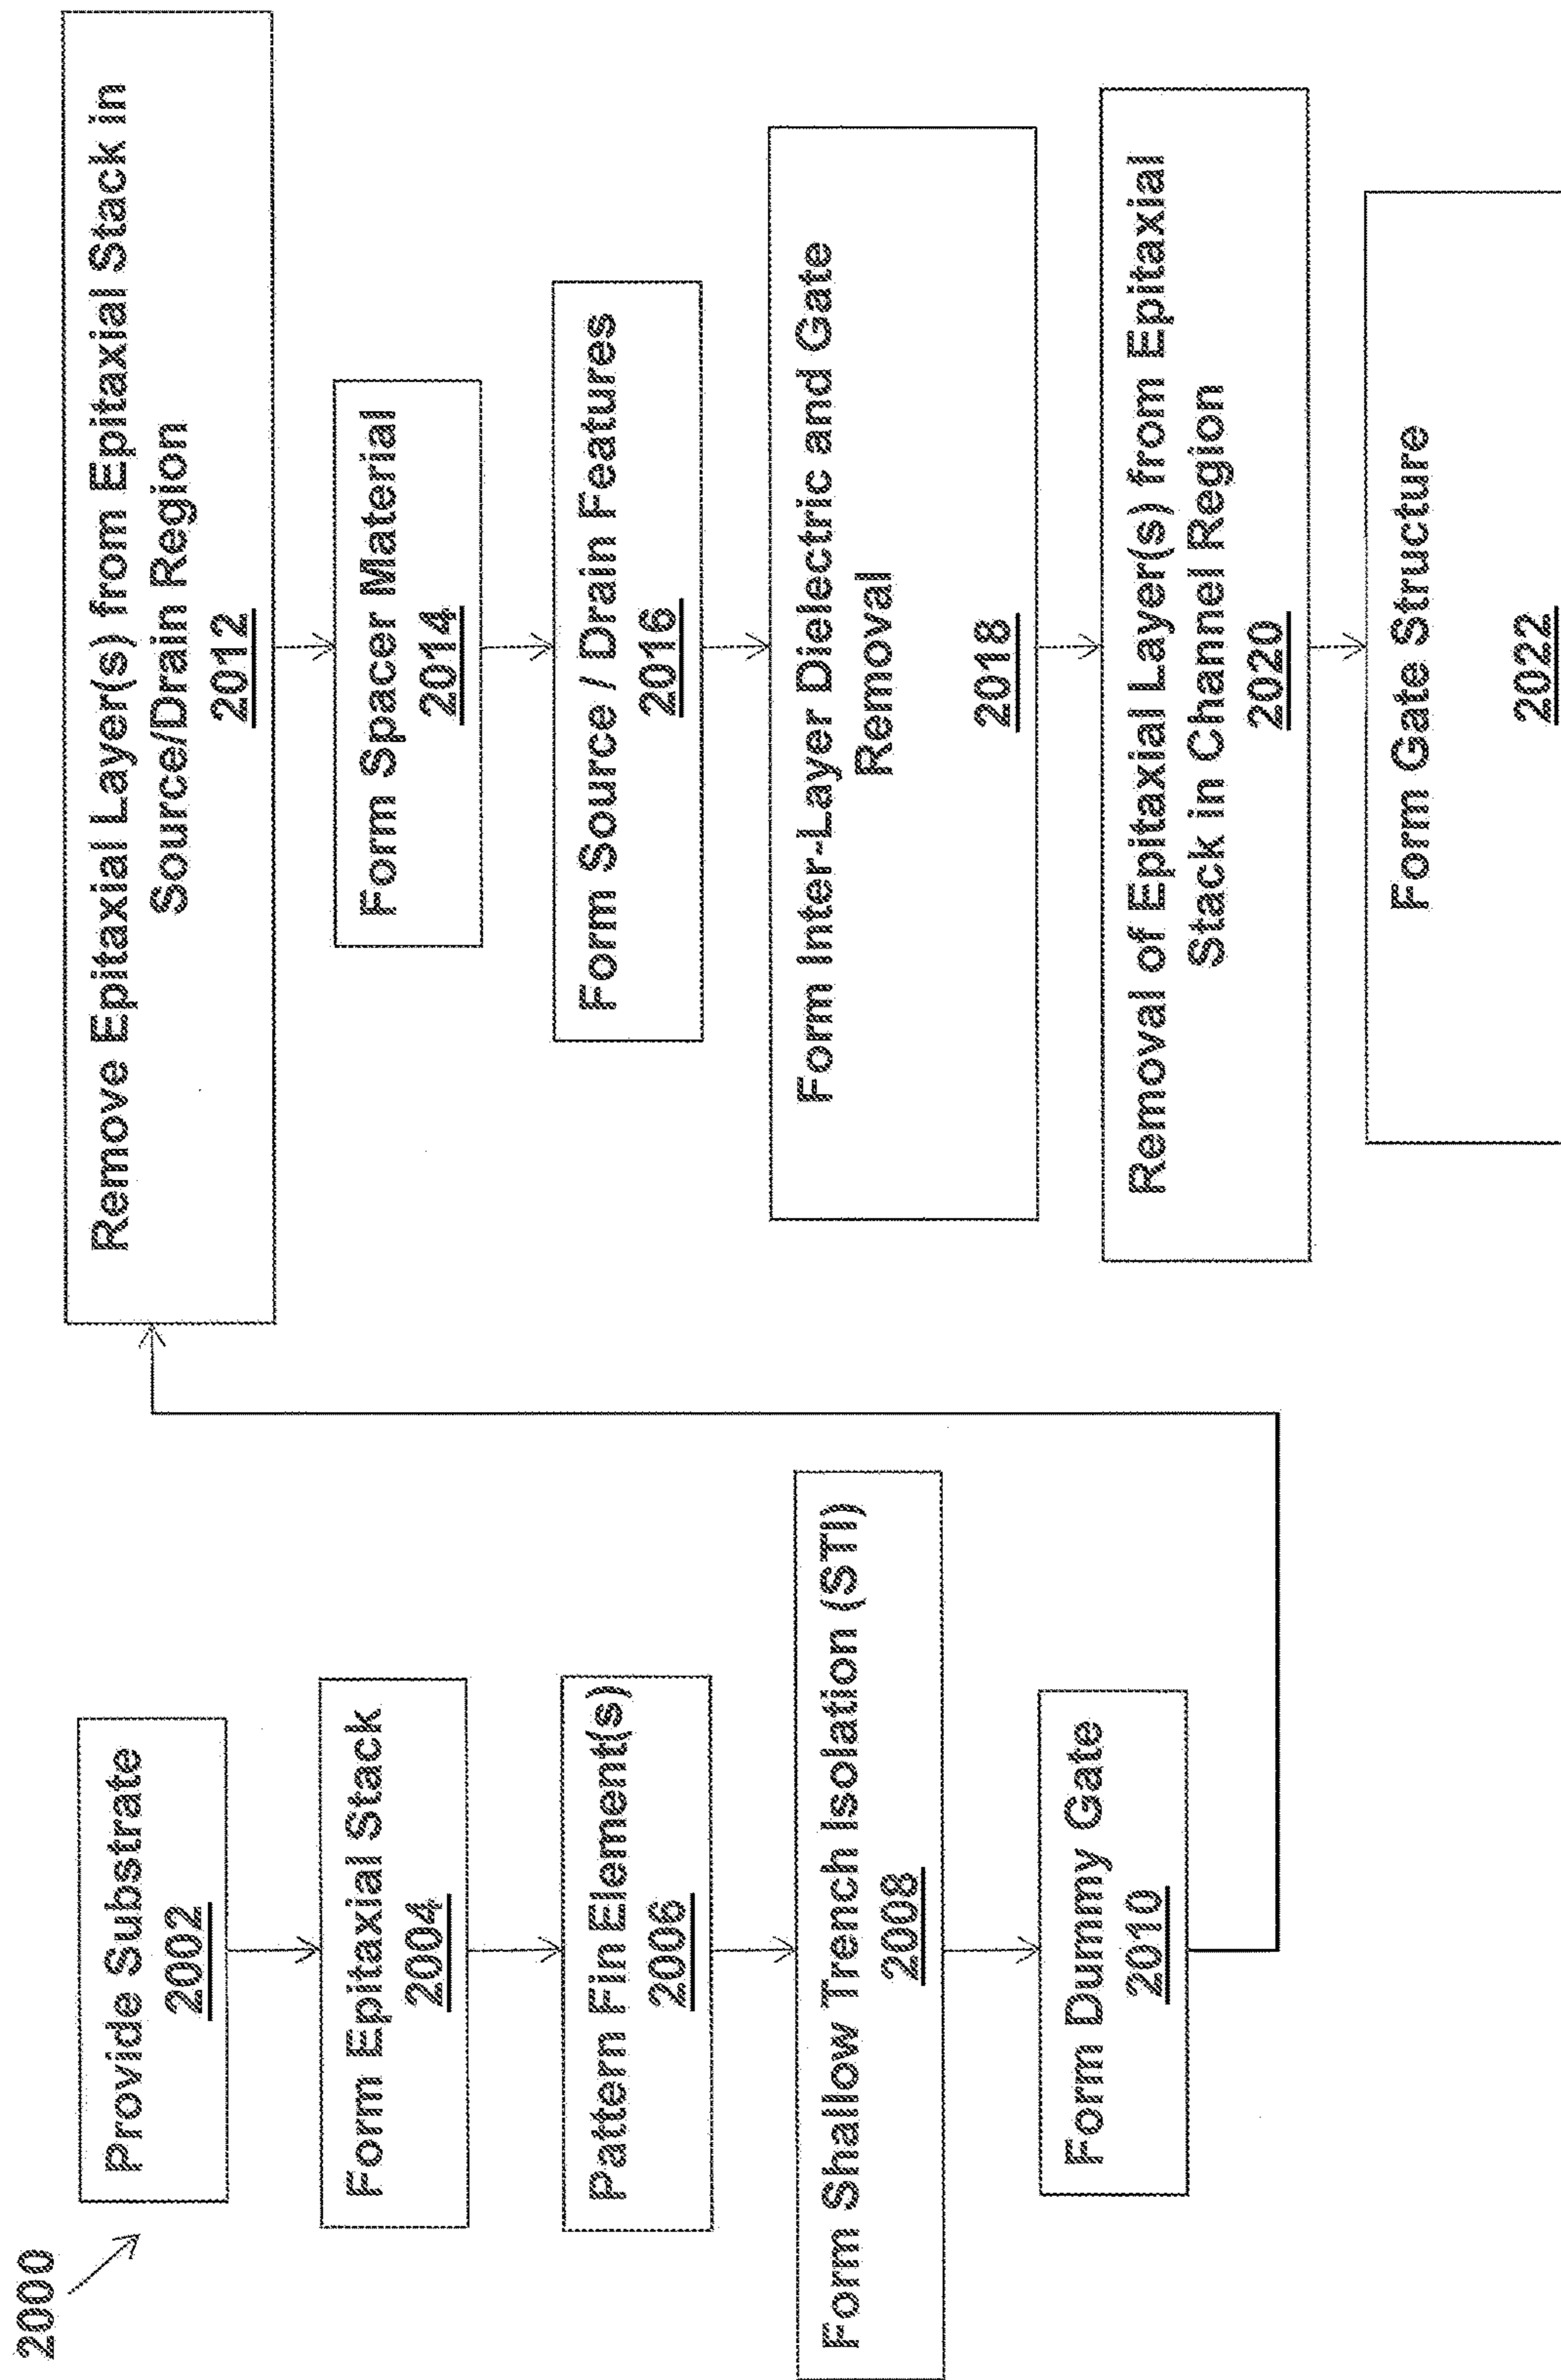 2000
Provide Substrate
2002
Form Epitaxial Stack
2004
Pattern Fin Element(s)
2006
Form Shallow Trench Isolation (STI)
2008
Form Dummy Gate
2010
Remove Epitaxial Layer(s) from Epitaxial Stack in
Source/Drain Region
2012
Form Spacer Material
2014
Form Source / Drain Features
2016
Form Inter-Layer Dielectric and Gate
Removal
2018
Removal of Epitaxial Layer(s) from Epitaxial
Stack in Channel Region
2020
Form Gate Structure
2022